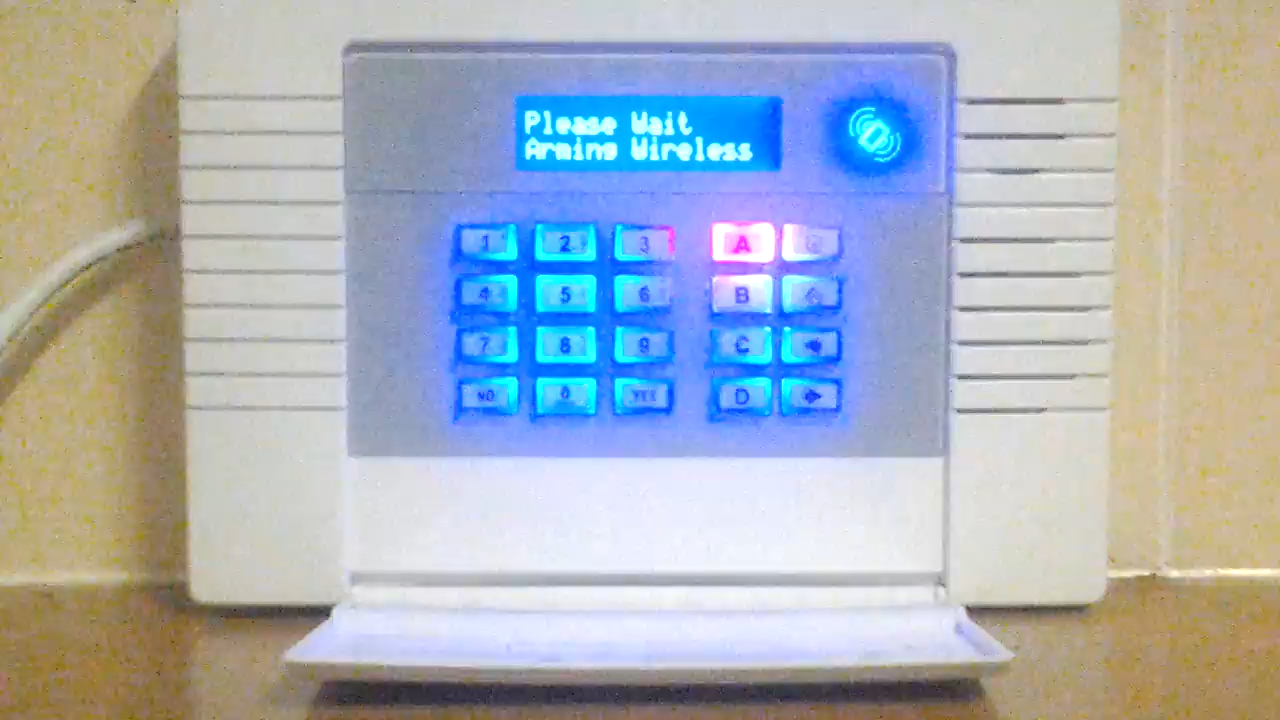 Please Wait
Arming Wireless
1 2 3 A
4 5 6 B
7 8 9 C
NO 0 YES D